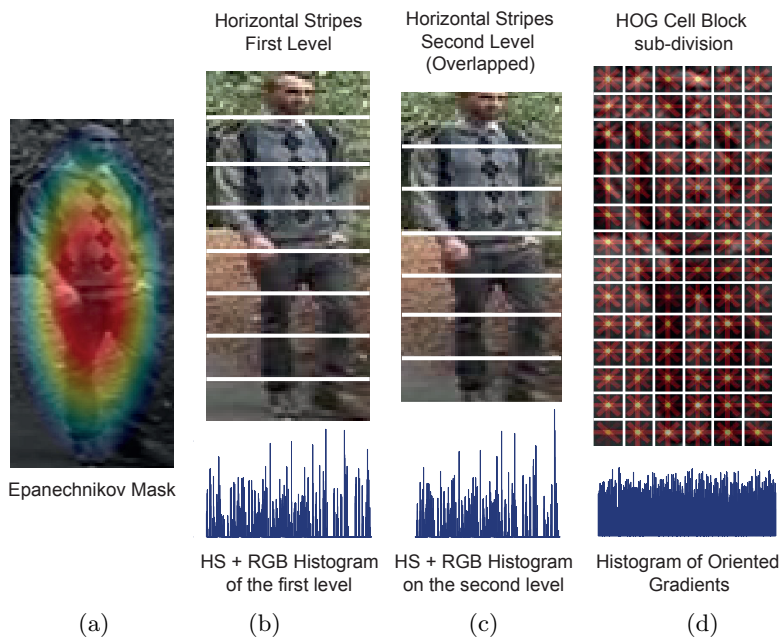 Horizontal Stripes
First Level
Horizontal Stripes
Second Level
(Overlapped)
HOG Cell Block
sub-division
Epanechnikov Mask
HS + RGB Histogram
of the first level
HS + RGB Histogram
on the second level
Histogram of Oriented
Gradients
(a)
(b)
(c)
(d)